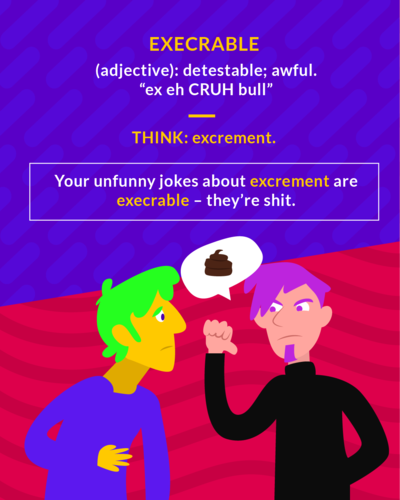 EXECRABLE
(adjective): detestable; awful.
“ex eh CRUH bull”
THINK: excrement.
Your unfunny jokes about excrement are
execrable – they’re shit.